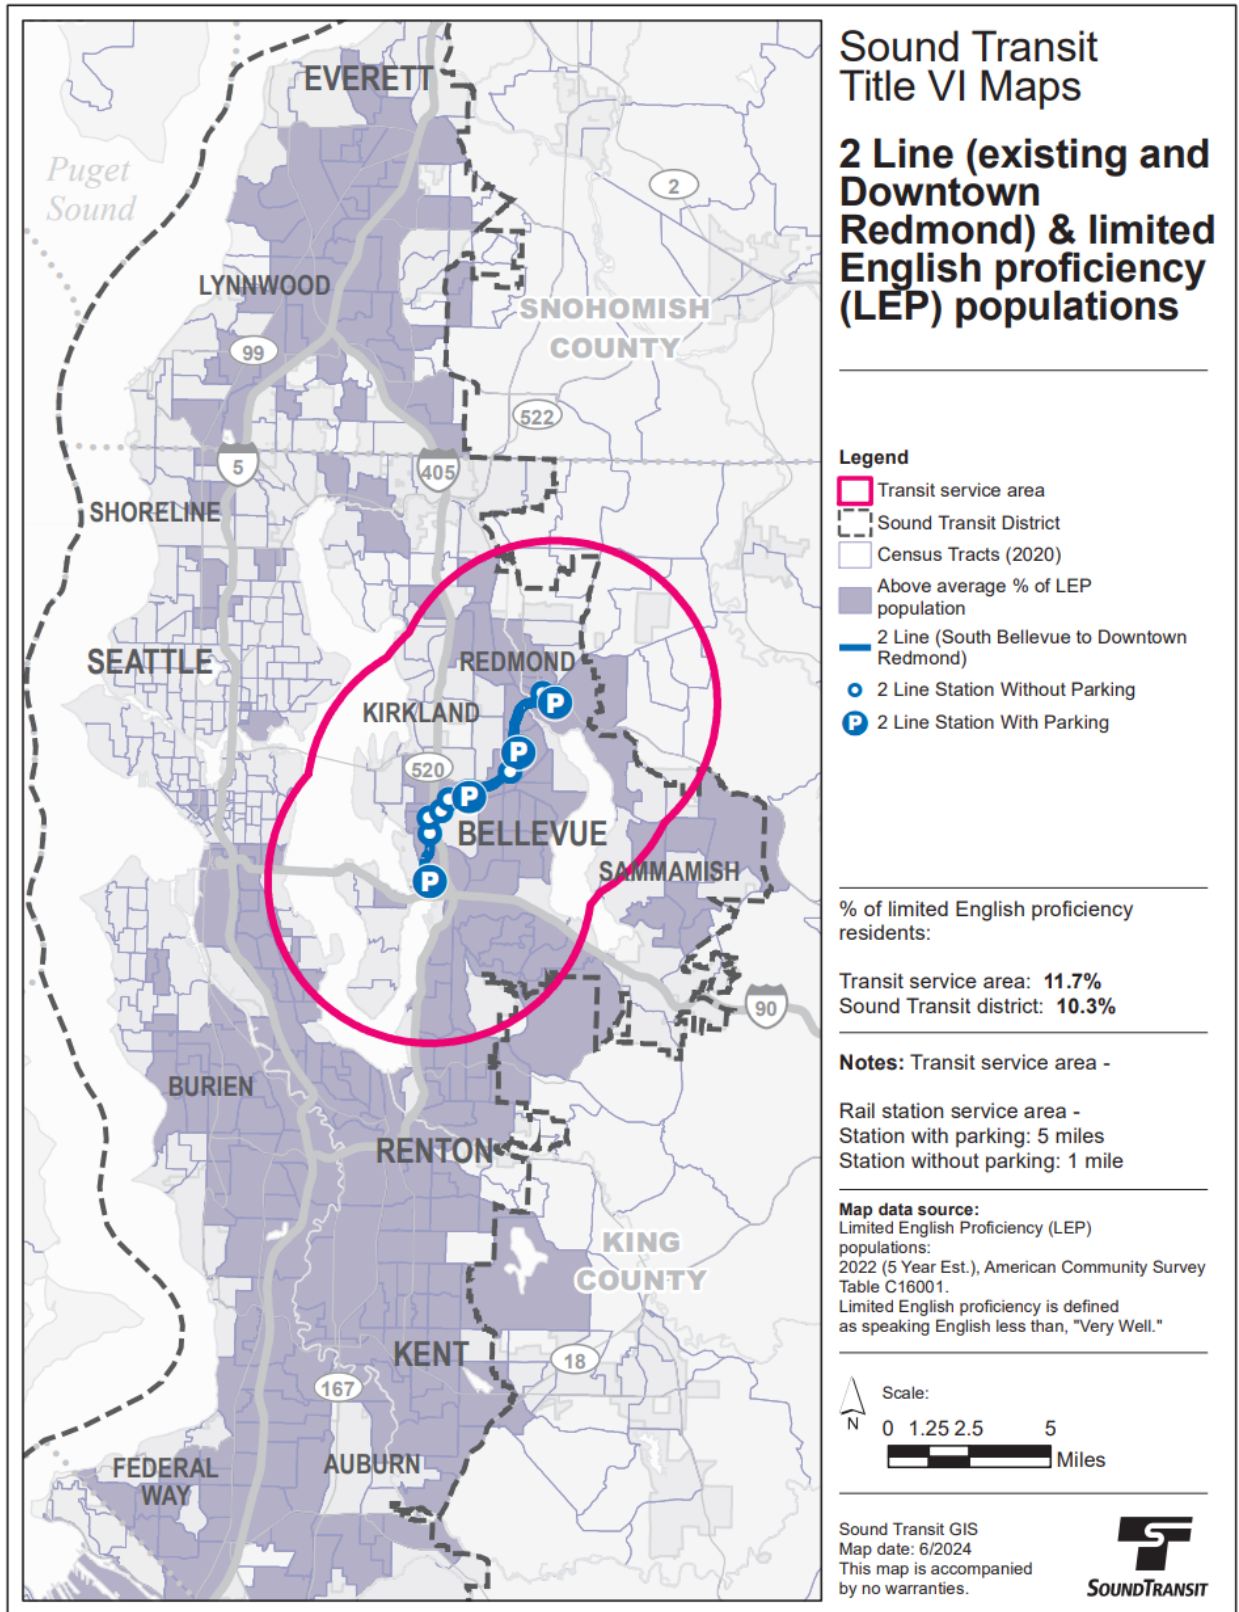 Sound Transit
Title VI Maps
2 Line (existing and
Downtown
Redmond) & limited
English proficiency
(LEP) populations
Legend
Transit service area
Sound Transit District
Census Tracts (2020)
Above average % of LEP
population
2 Line (South Bellevue to Downtown
Redmond)
2 Line Station Without Parking
P
2 Line Station With Parking
% of limited English proficiency
residents:
Transit service area: 11.7%
Sound Transit district: 10.3%
Notes: Transit service area -
Rail station service area -
Station with parking: 5 miles
Station without parking: 1 mile
Map data source:
Limited English Proficiency (LEP)
populations:
2022 (5 Year Est.), American Community Survey
Table C16001.
Limited English proficiency is defined
as speaking English less than, "Very Well."
N
Scale:
0 1.25 2.5 5
Miles
Sound Transit GIS
Map date: 6/2024
This map is accompanied
by no warranties.
S
T
SOUNDTRANSIT
EVERETT
Puget
Sound
2
LYNNWOOD
SNOHOMISH
COUNTY
99
522
5
405
SHORELINE
SEATTLE
REDMOND
P
KIRKLAND
P
520
P
BELLEVUE
SAMMAMISH
P
90
BURIEN
RENTON
KING
COUNTY
KENT
18
167
FEDERAL
WAY
AUBURN